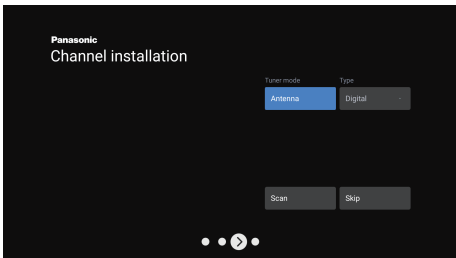 Panasonic
Channel installation
Tuner mode
Type
Antenna
Digital
Scan
Skip